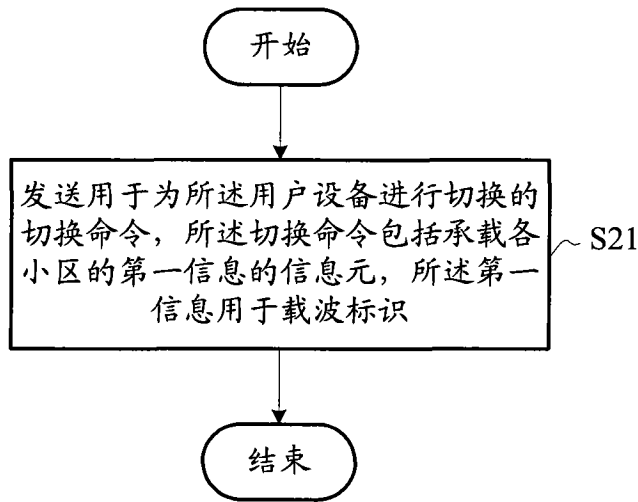 开始
发送用于为所述用户设备进行切换的
切换命令，所述切换命令包括承载各
小区的第一信息的信息元，所述第一
信息用于载波标识
S21
结束